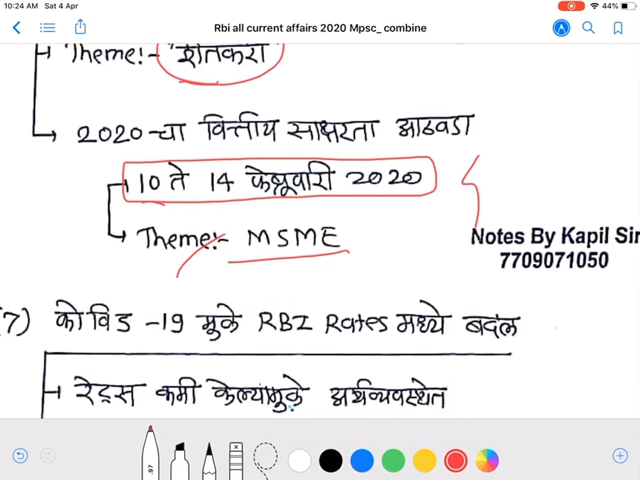 10:24 AM Sat 4 Apr
44%
Rbi all current affairs 2020 Mpsc_ combine
Theme:- शेतकरी
2020-चा वित्तीय साक्षरता आठवडा
10 ते 14 फेब्रुवारी 2020
Theme:- MSME
Notes By Kapil Sir
7709071050
7) कोविड -19 मुळे RBI Rates मध्ये बदल
रेट्स कमी केल्यामुळे अर्थव्यवस्थेत
.97